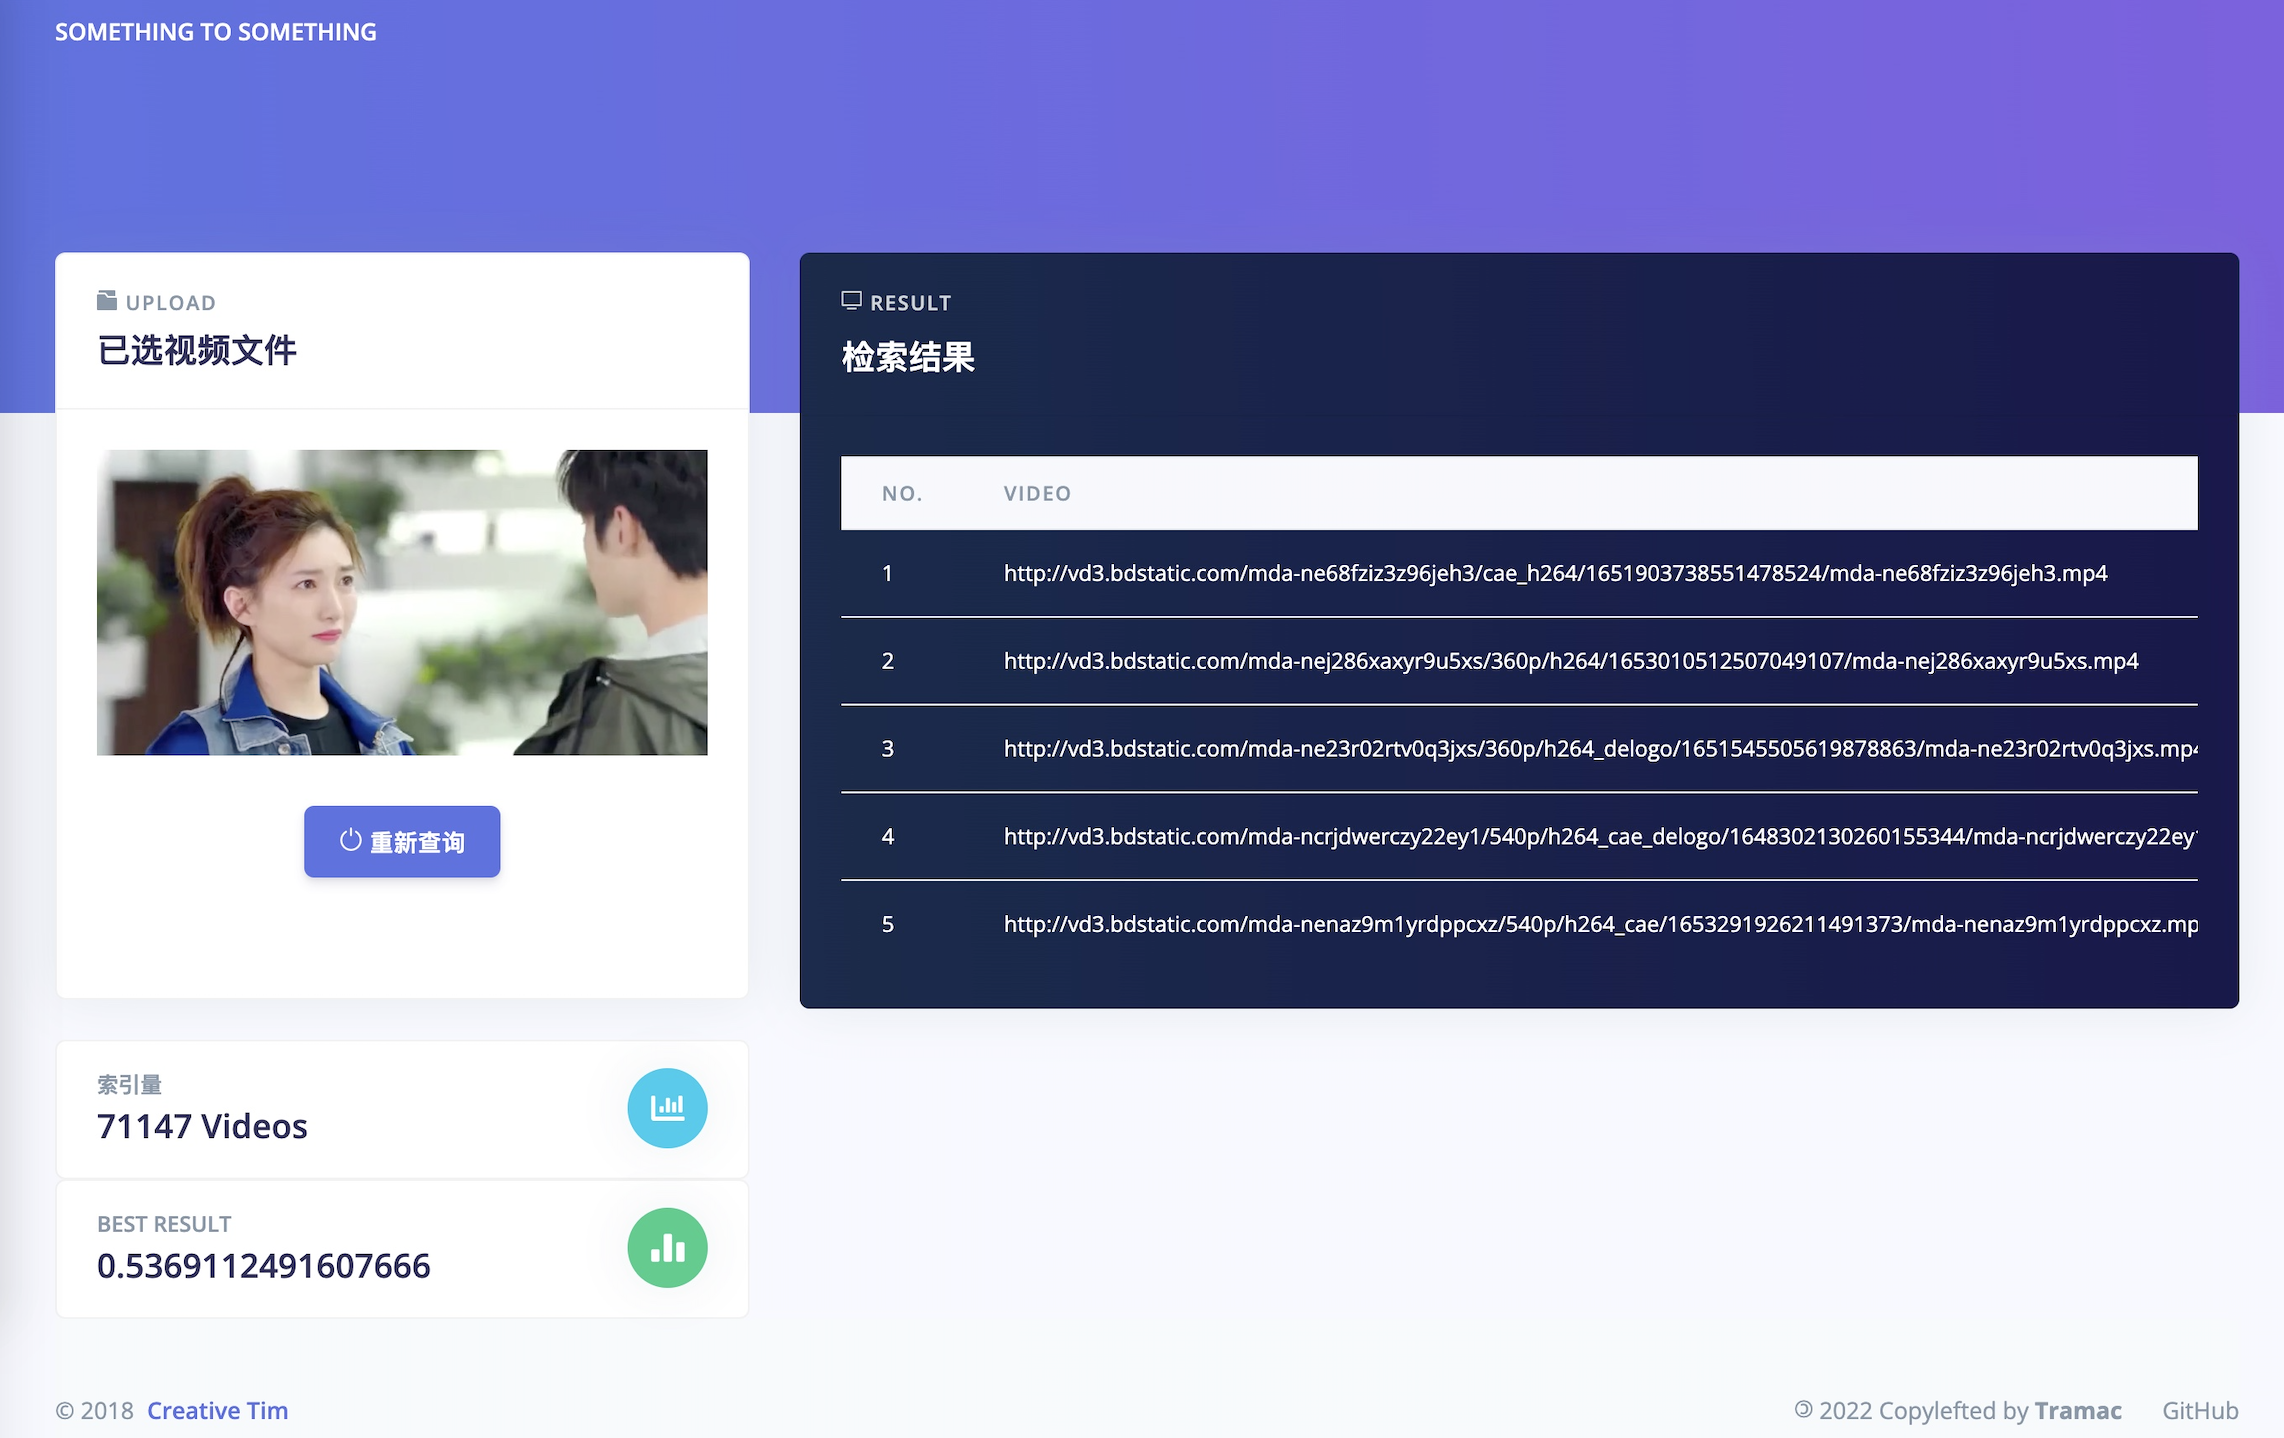 SOMETHING TO SOMETHING
UPLOAD
已选视频文件
重新查询
RESULT
检索结果
NO. VIDEO
1 http://vd3.bdstatic.com/mda-ne68fziz3z96jeh3/cae_h264/1651903738551478524/mda-ne68fziz3z96jeh3.mp4
2 http://vd3.bdstatic.com/mda-nej286xaxyr9u5xs/360p/h264/1653010512507049107/mda-nej286xaxyr9u5xs.mp4
3 http://vd3.bdstatic.com/mda-ne23r02rtv0q3jxs/360p/h264_delogo/1651545505619878863/mda-ne23r02rtv0q3jxs.mp4
4 http://vd3.bdstatic.com/mda-ncrjdwerczy22ey1/540p/h264_cae_delogo/1648302130260155344/mda-ncrjdwerczy22ey1
5 http://vd3.bdstatic.com/mda-nenaz9m1yrdppcxz/540p/h264_cae/1653291926211491373/mda-nenaz9m1yrdppcxz.mp
索引量
71147 Videos
BEST RESULT
0.5369112491607666
© 2018 Creative Tim
🄯 2022 Copylefted by Tramac GitHub